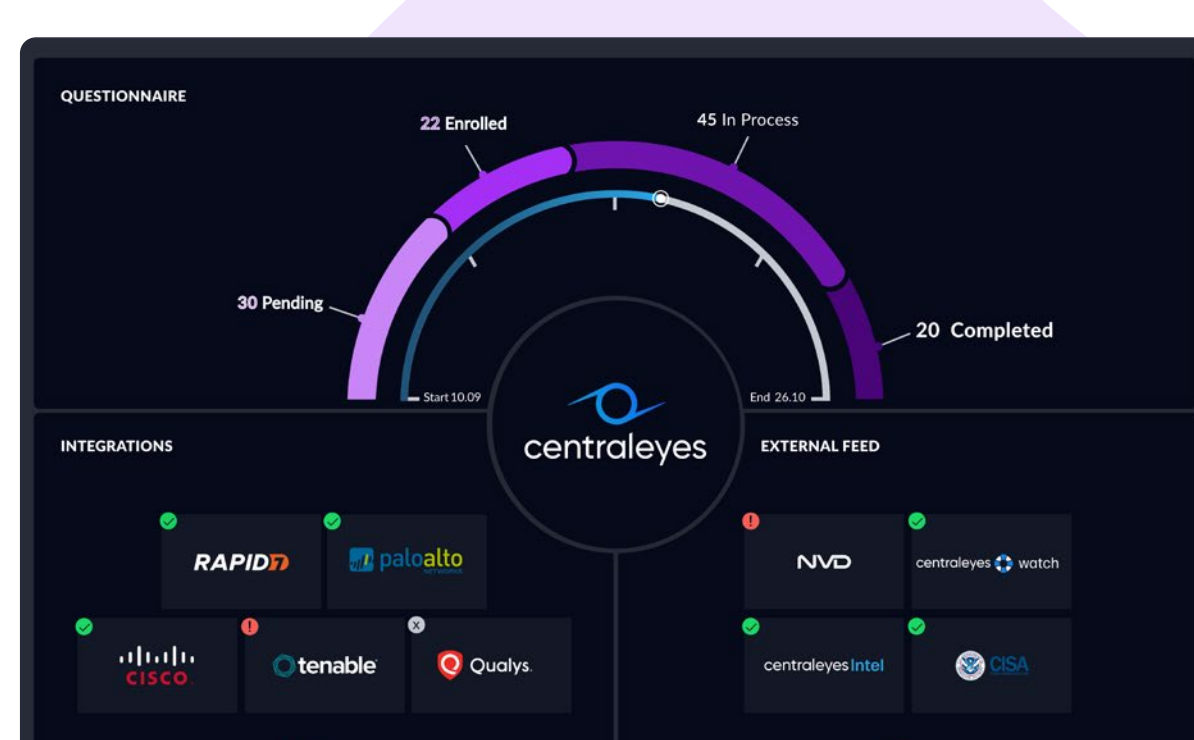 QUESTIONNAIRE
22 Enrolled
45 In Process
30 Pending
20 Completed
Start 10.09
End 26.10
centraleyes
INTEGRATIONS
RAPID7
paloalto
NETWORKS
CISCO
tenable
Qualys.
EXTERNAL FEED
NVD
centraleyes watch
centraleyes Intel
CISA